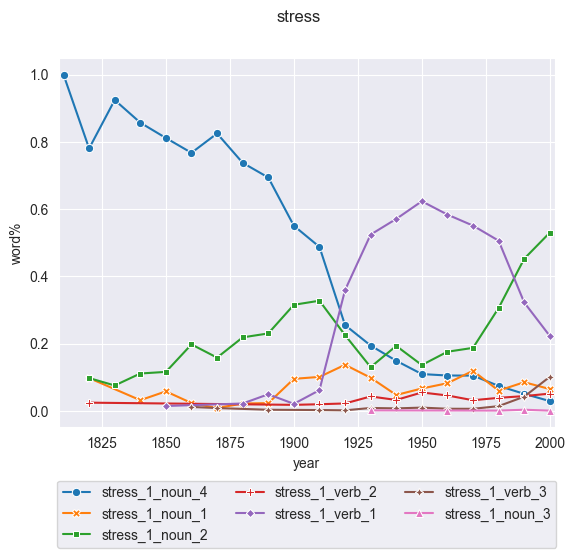 stress
1.0
0.8
0.6
0.4
0.2
0.0
word%
1825 1850 1875 1900 1925 1950 1975 2000
year
stress_1_noun_4 stress_1_verb_2 stress_1_verb_3
stress_1_noun_1 stress_1_verb_1 stress_1_noun_3
stress_1_noun_2